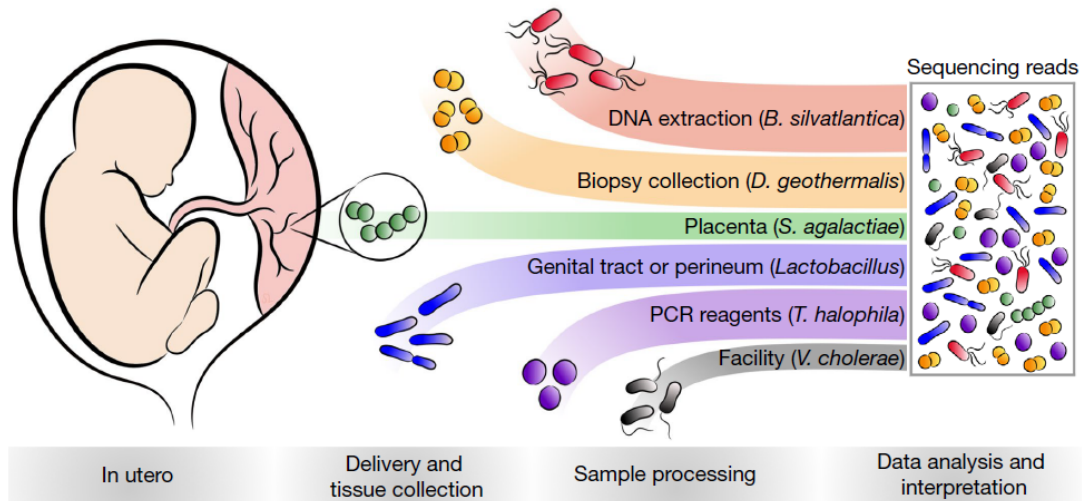 Sequencing reads
DNA extraction (B. silvatlantica)
Biopsy collection (D. geothermalis)
Placenta (S. agalactiae)
Genital tract or perineum (Lactobacillus)
PCR reagents (T. halophila)
Facility (V. cholerae)
In utero
Delivery and
tissue collection
Sample processing
Data analysis and
interpretation